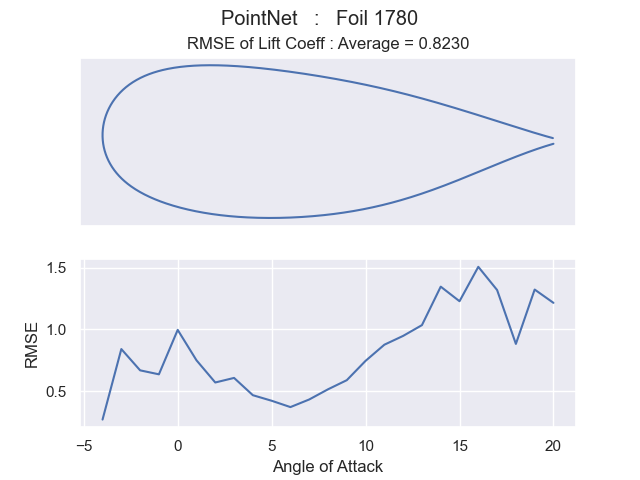 PointNet   :   Foil 1780
RMSE of Lift Coeff : Average = 0.8230
1.5
1.0
0.5
RMSE
−5
0
5
10
15
20
Angle of Attack